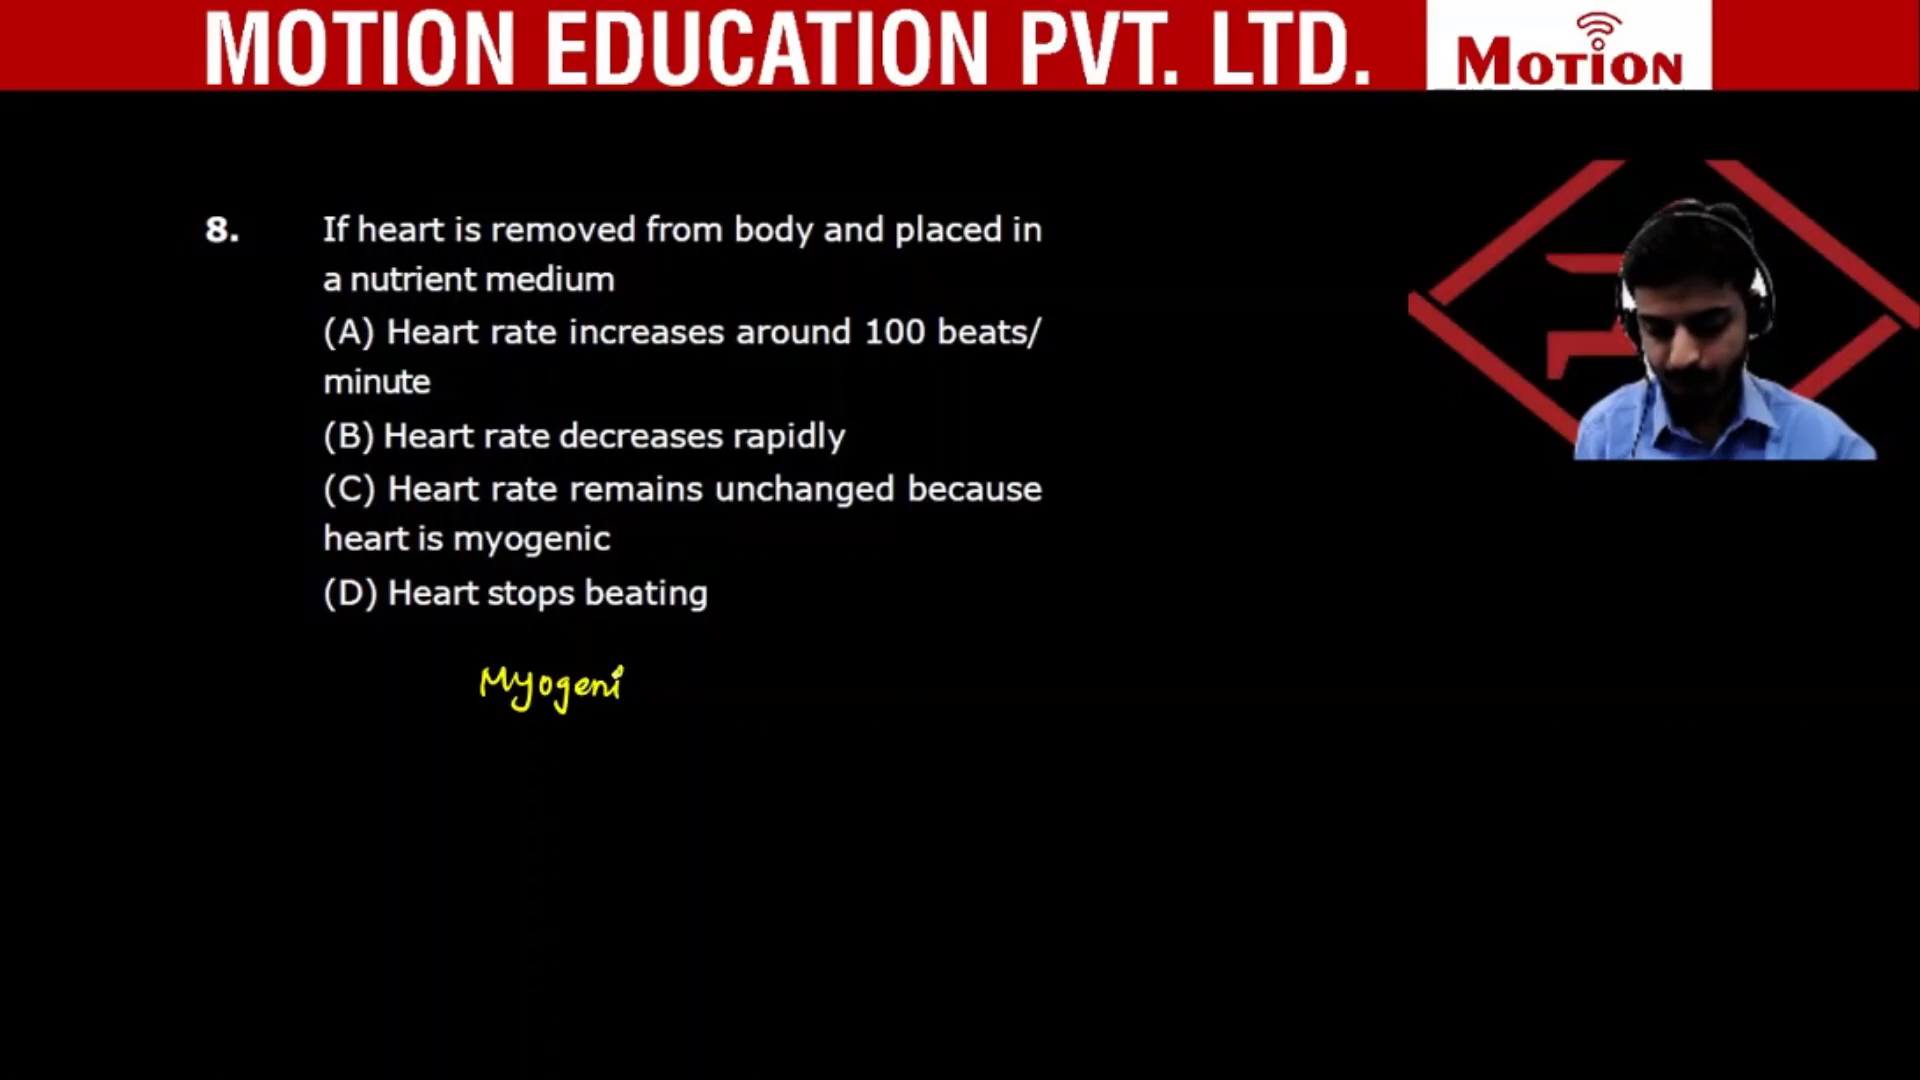 MOTION EDUCATION PVT. LTD.
MOTION
8. If heart is removed from body and placed in
a nutrient medium
(A) Heart rate increases around 100 beats/
minute
(B) Heart rate decreases rapidly
(C) Heart rate remains unchanged because
heart is myogenic
(D) Heart stops beating
Myogeni